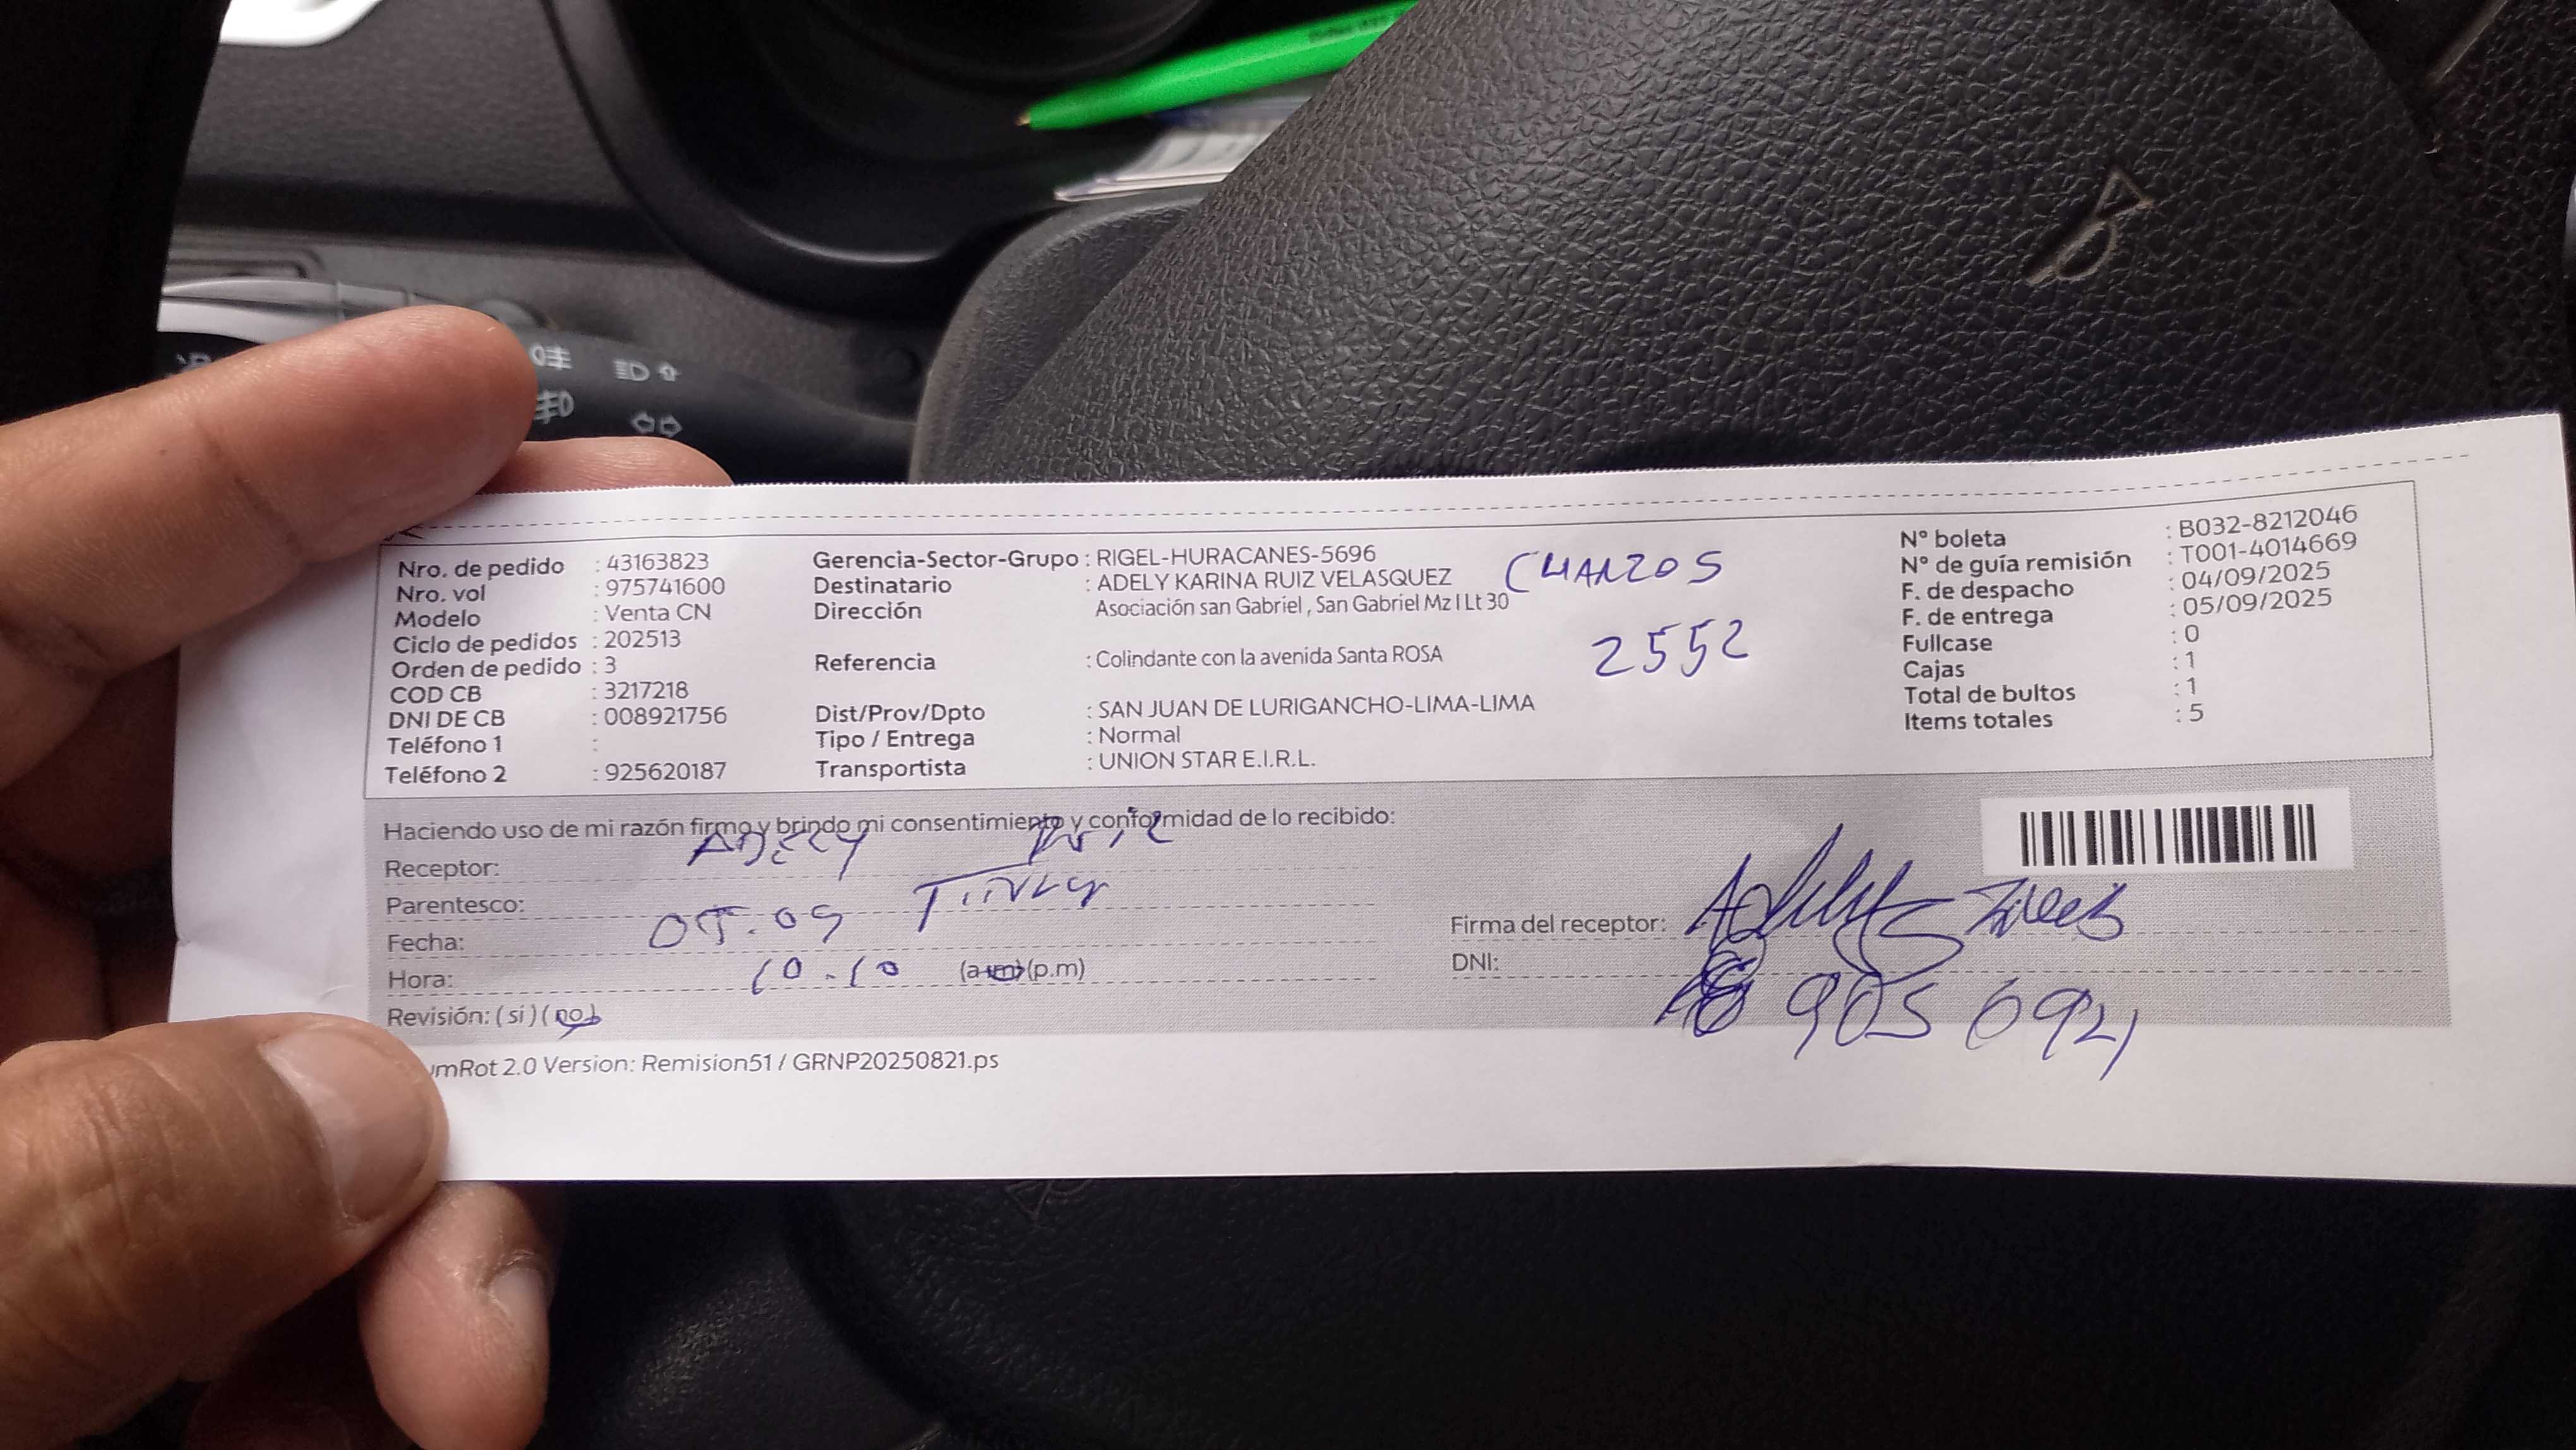 Nro. de pedido : 43163823
Nro. vol : 975741600
Modelo : Venta CN
Ciclo de pedidos : 202513
Orden de pedido : 3
COD CB : 3217218
DNI DE CB : 008921756
Teléfono 1 :
Teléfono 2 : 925620187
Gerencia-Sector-Grupo : RIGEL-HURACANES-5696
Destinatario : ADELY KARINA RUIZ VELASQUEZ
Dirección Asociación san Gabriel , San Gabriel Mz I Lt 30
Referencia : Colindante con la avenida Santa ROSA
Dist/Prov/Dpto : SAN JUAN DE LURIGANCHO-LIMA-LIMA
Tipo / Entrega : Normal
Transportista : UNION STAR E.I.R.L.
2552
N° boleta : B032-8212046
N° de guía remisión : T001-4014669
F. de despacho : 04/09/2025
F. de entrega : 05/09/2025
Fullcase : 0
Cajas : 1
Total de bultos : 1
Items totales : 5
Haciendo uso de mi razón firmo y brindo mi consentimiento y conformidad de lo recibido:
Receptor: ADELY
Parentesco:
Fecha: 05.09
Hora: 10.10 (a.m) (p.m)
Revisión: ( si ) ( no )
Firma del receptor:
DNI: 905 694
umRot 2.0 Version: Remision51 / GRNP20250821.ps